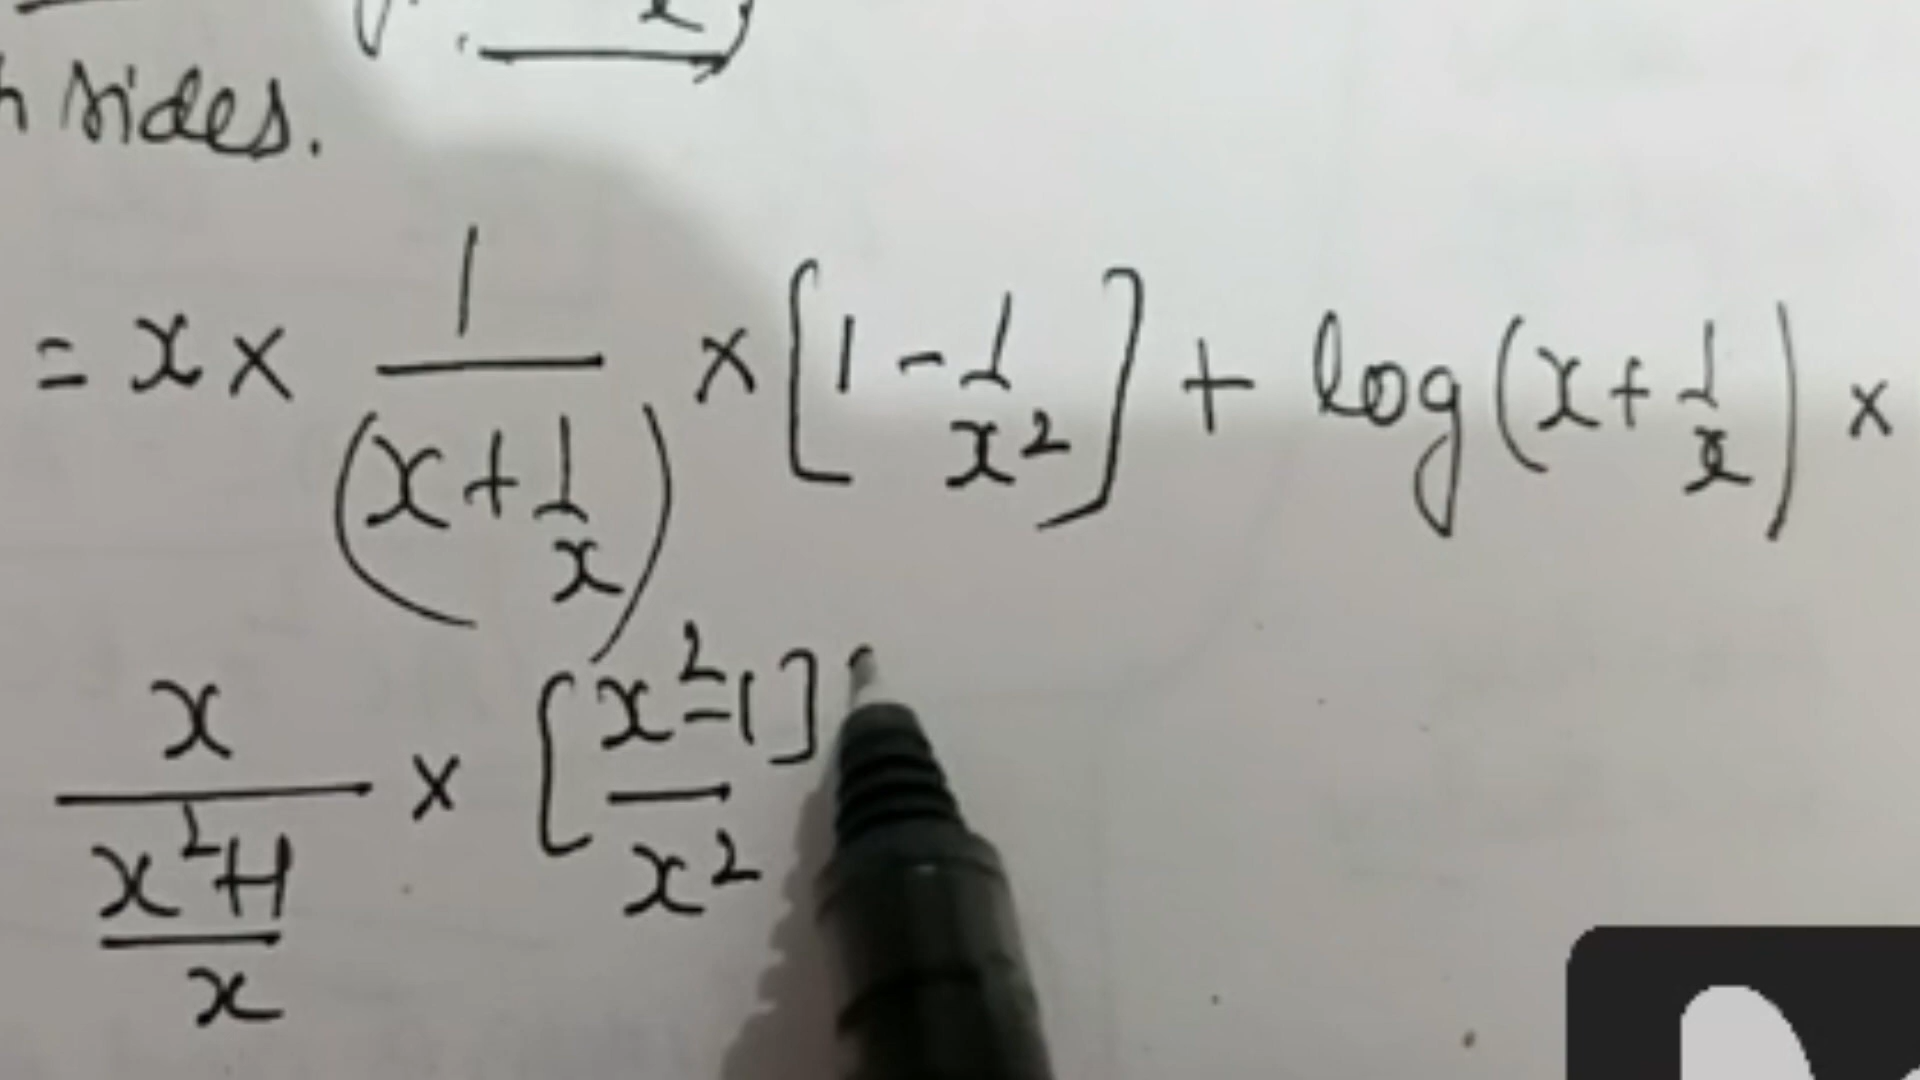 h sides.
= x × 1/(x + 1/x) × [1 - 1/x²] + log(x + 1/x) ×
x/((x²+1)/x) × [(x²-1)/x²]